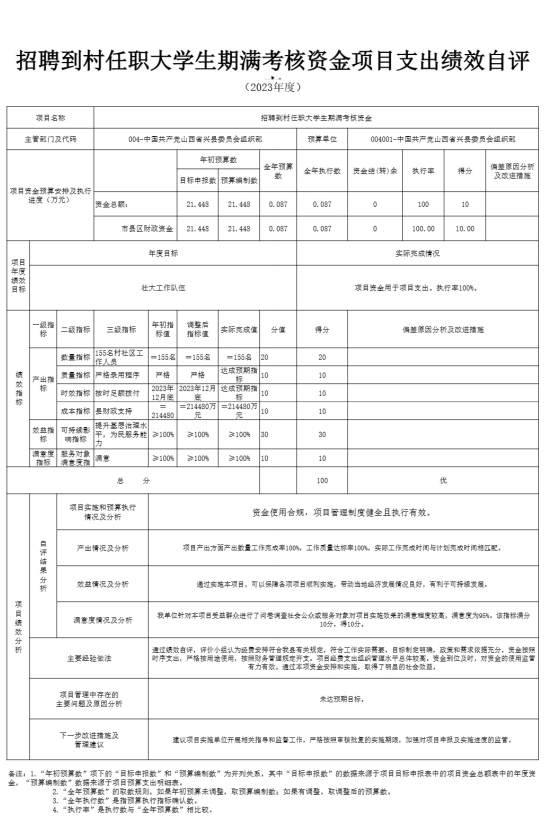 招聘到村任职大学生期满考核资金项目支出绩效自评
（2023年度）
项目名称 招聘到村任职大学生期满考核资金
主管部门及代码 004-中国共产党山西省兴县委员会组织部 预算单位 004001-中国共产党山西省兴县委员会组织部
项目资金预算安排及执行进度（万元） 年初预算数 全年预算数 全年执行数 资金结(转)余 执行率 得分 偏差原因分析及改进措施
目标申报数 预算编制数
资金总额： 21.448 21.448 0.087 0.087 0 100 10
市县区财政资金 21.448 21.448 0.087 0.087 0 100.00 10.00
项目年度绩效目标 年度目标 实际完成情况
壮大工作队伍 项目资金用于项目支出。执行率100%。
绩效指标 一级指标 二级指标 三级指标 年初指标值 调整后指标值 实际完成值 分值 得分 偏差原因分析及改进措施
产出指标 数量指标 155名村社区工作人员 ＝155名 ＝155名 ＝155名 20 20
质量指标 严格录用程序 严格 严格 达成预期指标 10 10
时效指标 按时足额拨付 2023年12月底 2023年12月底 达成预期指标 10 10
成本指标 县财政支持 ＝214480 ＝214480万元 ＝214480万元 10 10
效益指标 可持续影响指标 提升基层治理水平，为民服务能力 ≥100% ≥100% ≥100% 30 30
满意度指标 服务对象满意度指 满意 ≥100% ≥100% ≥100% 10 10
总 分 100 优
项目绩效分析 自评结果分析 项目实施和预算执行情况及分析 资金使用合规，项目管理制度健全且执行有效。
产出情况及分析 项目产出方面产出数量工作完成率100%，工作质量达标率100%，实际工作完成时间与计划完成时间相匹配。
效益情况及分析 通过实施本项目，可以保障各项项目顺利实施，带动当地经济发展情况良好，有利于可持续发展。
满意度情况及分析 我单位针对本项目受益群众进行了问卷调查社会公众或服务对象对项目实施效果的满意程度较高，满意度为95%。该指标满分10分，得10分。
主要经验做法 通过绩效自评，评价小组认为经费安排符合我县有关规定，符合工作实际需要，目标制定明确，政策和需求依据充分，资金按照时序支出，严格按用途使用，按照财务管理规定开支。项目经费支出组织管理水平总体较高，资金到位及时，对资金的使用监管有力有效。通过本项资金安排和实施，取得了明显的社会效益。
项目管理中存在的主要问题及原因分析 未达预期目标。
下一步改进措施及管理建议 建议项目实施单位开展相关指导和监督工作，严格按照审核批复的实施期限，加强对项目申报及实施进度的监管。
备注：1.“年初预算数”项下的“目标申报数”和“预算编制数”为并列关系，其中“目标申报数”的数据来源于项目目标申报表中的项目资金总额表中的年度资金，“预算编制数”数据来源于项目预算支出明细表。
2.“全年预算数”的取数规则，如果年初预算未调整，取预算编制数；如果有调整，取调整后的预算数。
3.“全年执行数”是指预算执行指标确认数。
4.“执行率”是执行数与“全年预算数”相比较。